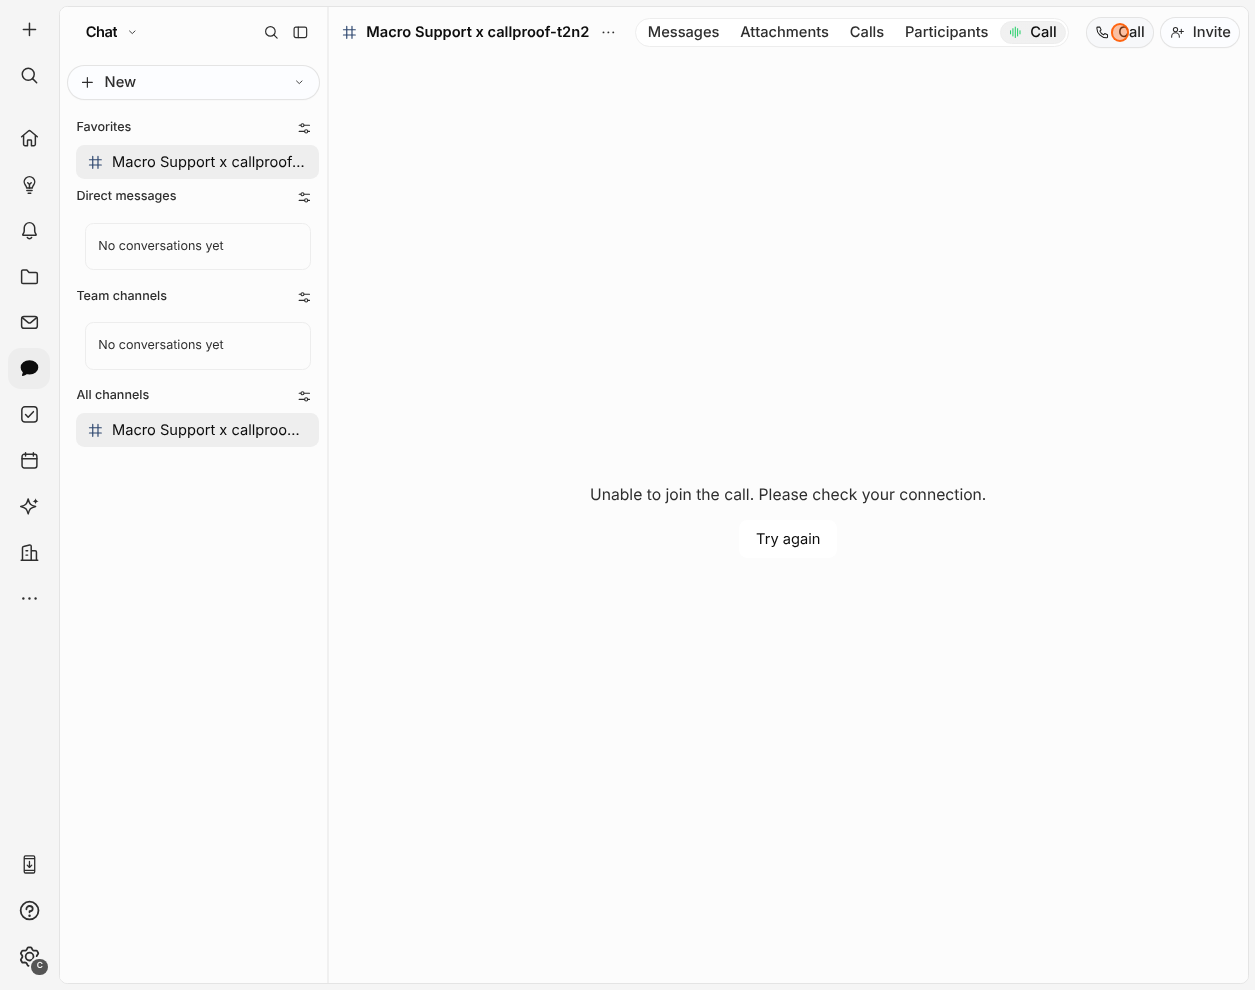 Chat
New
Favorites
Macro Support x callproof...
Direct messages
No conversations yet
Team channels
No conversations yet
All channels
Macro Support x callproo...
C
Macro Support x callproof-t2n2
Messages Attachments Calls Participants Call
Call
Invite
Unable to join the call. Please check your connection.
Try again